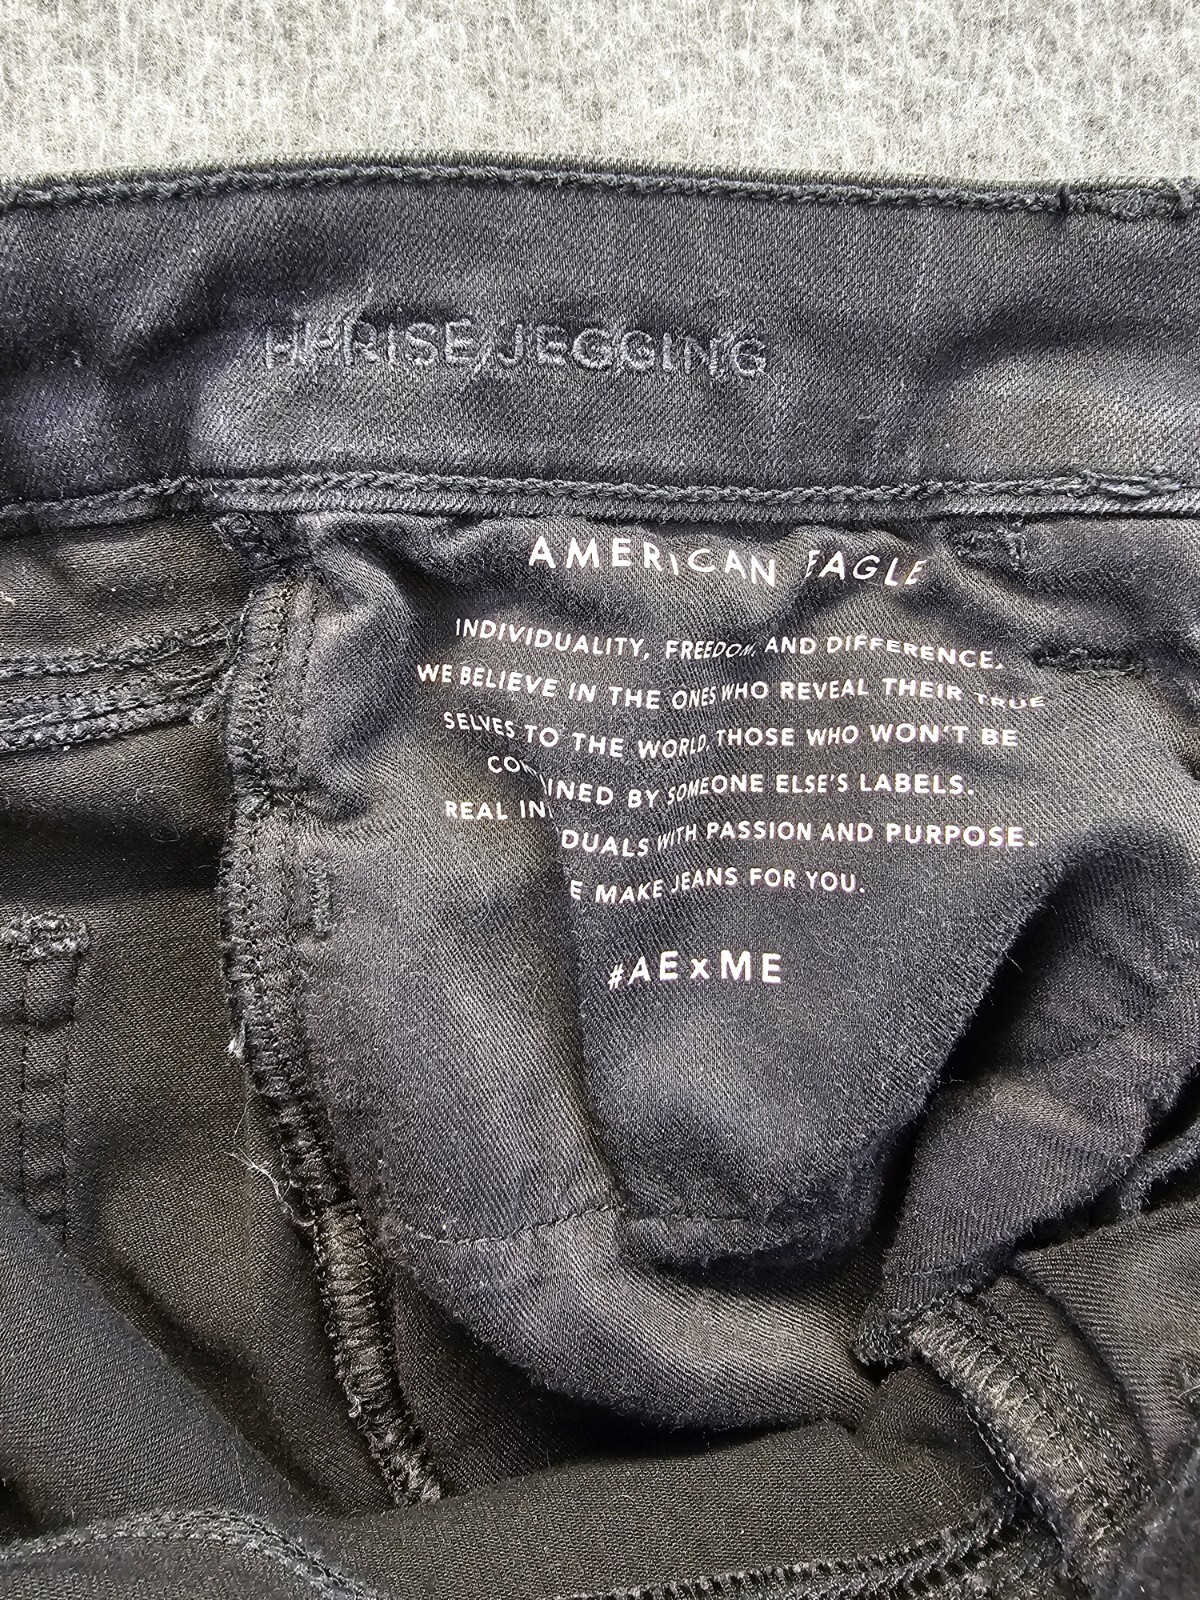 HI-RISE JEGGING
AMERICAN EAGLE
INDIVIDUALITY, FREEDOM, AND DIFFERENCE.
WE BELIEVE IN THE ONES WHO REVEAL THEIR TRUE
SELVES TO THE WORLD. THOSE WHO WON'T BE
BY SOMEONE ELSE'S LABELS.
REAL WITH PASSION AND PURPOSE.
MAKE JEANS FOR YOU.
#AExME